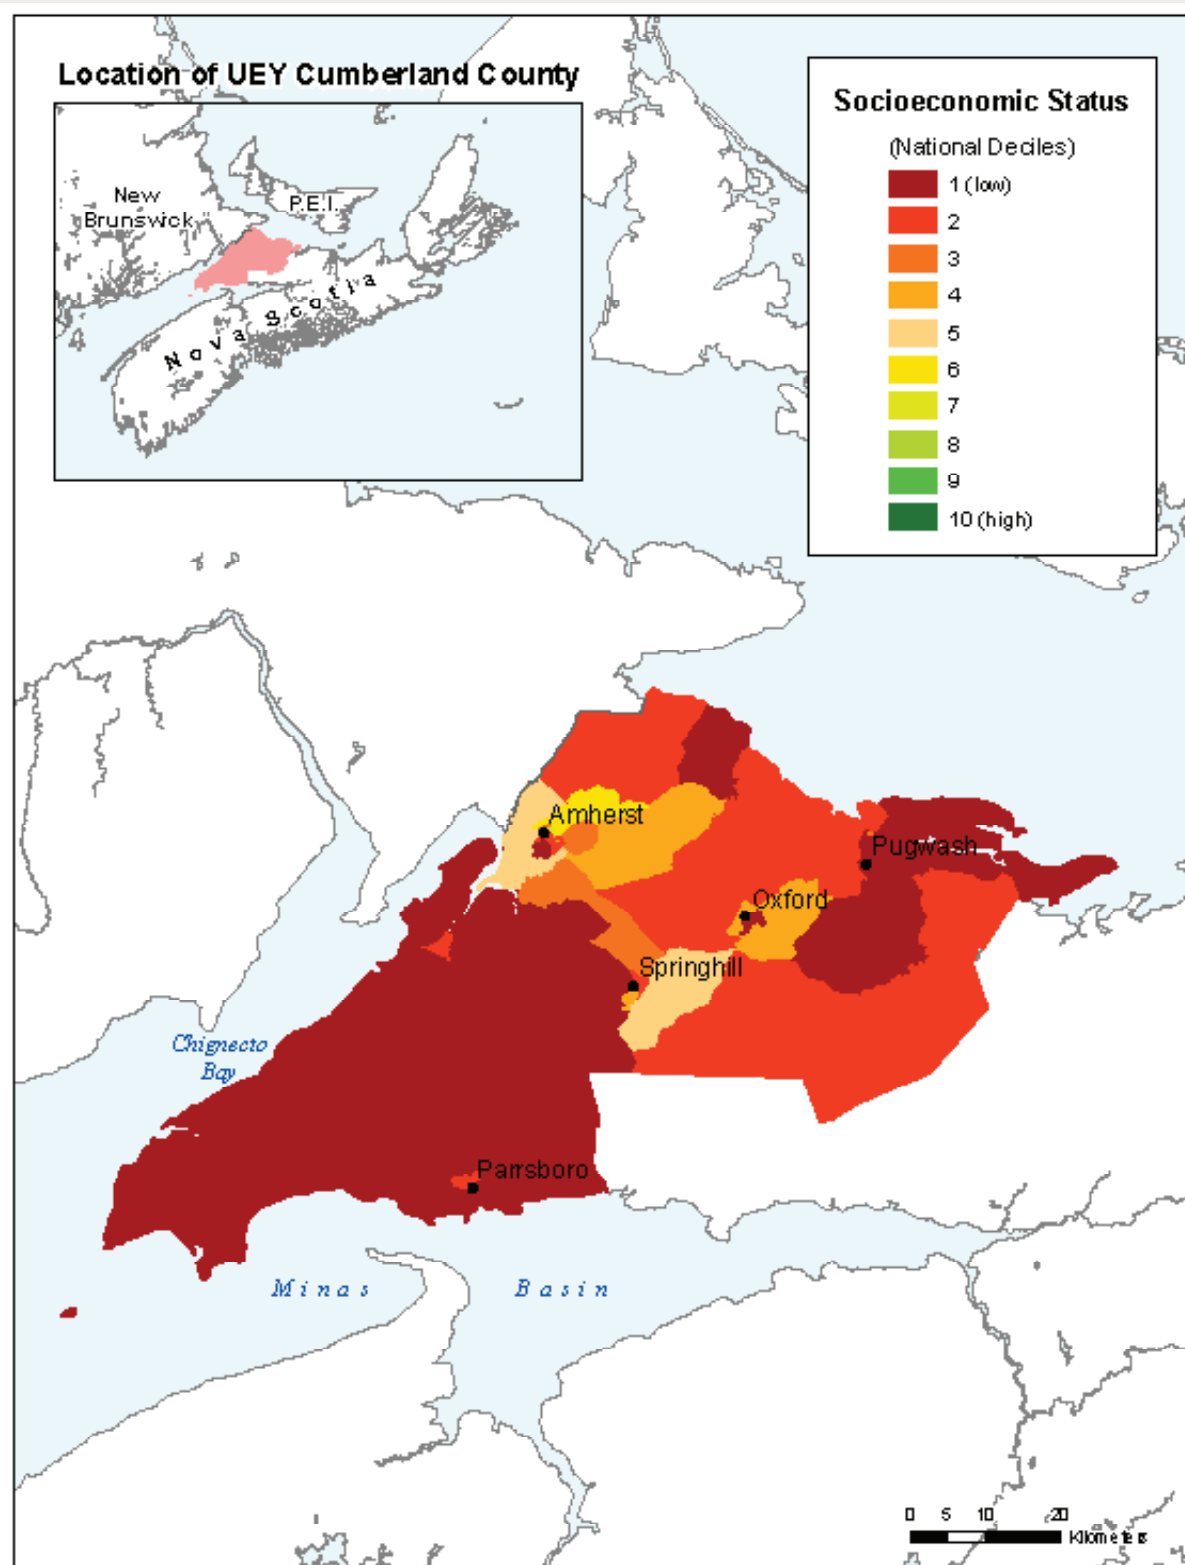 Location of UEY Cumberland County
New
Brunswick
P.E.I.
Nova Scotia
Socioeconomic Status
(National Deciles)
1 (low)
2
3
4
5
6
7
8
9
10 (high)
Amherst
Pugwash
Oxford
Springhill
Chignecto
Bay
Parrsboro
Minas Basin
0 5 10 20
Kilometers